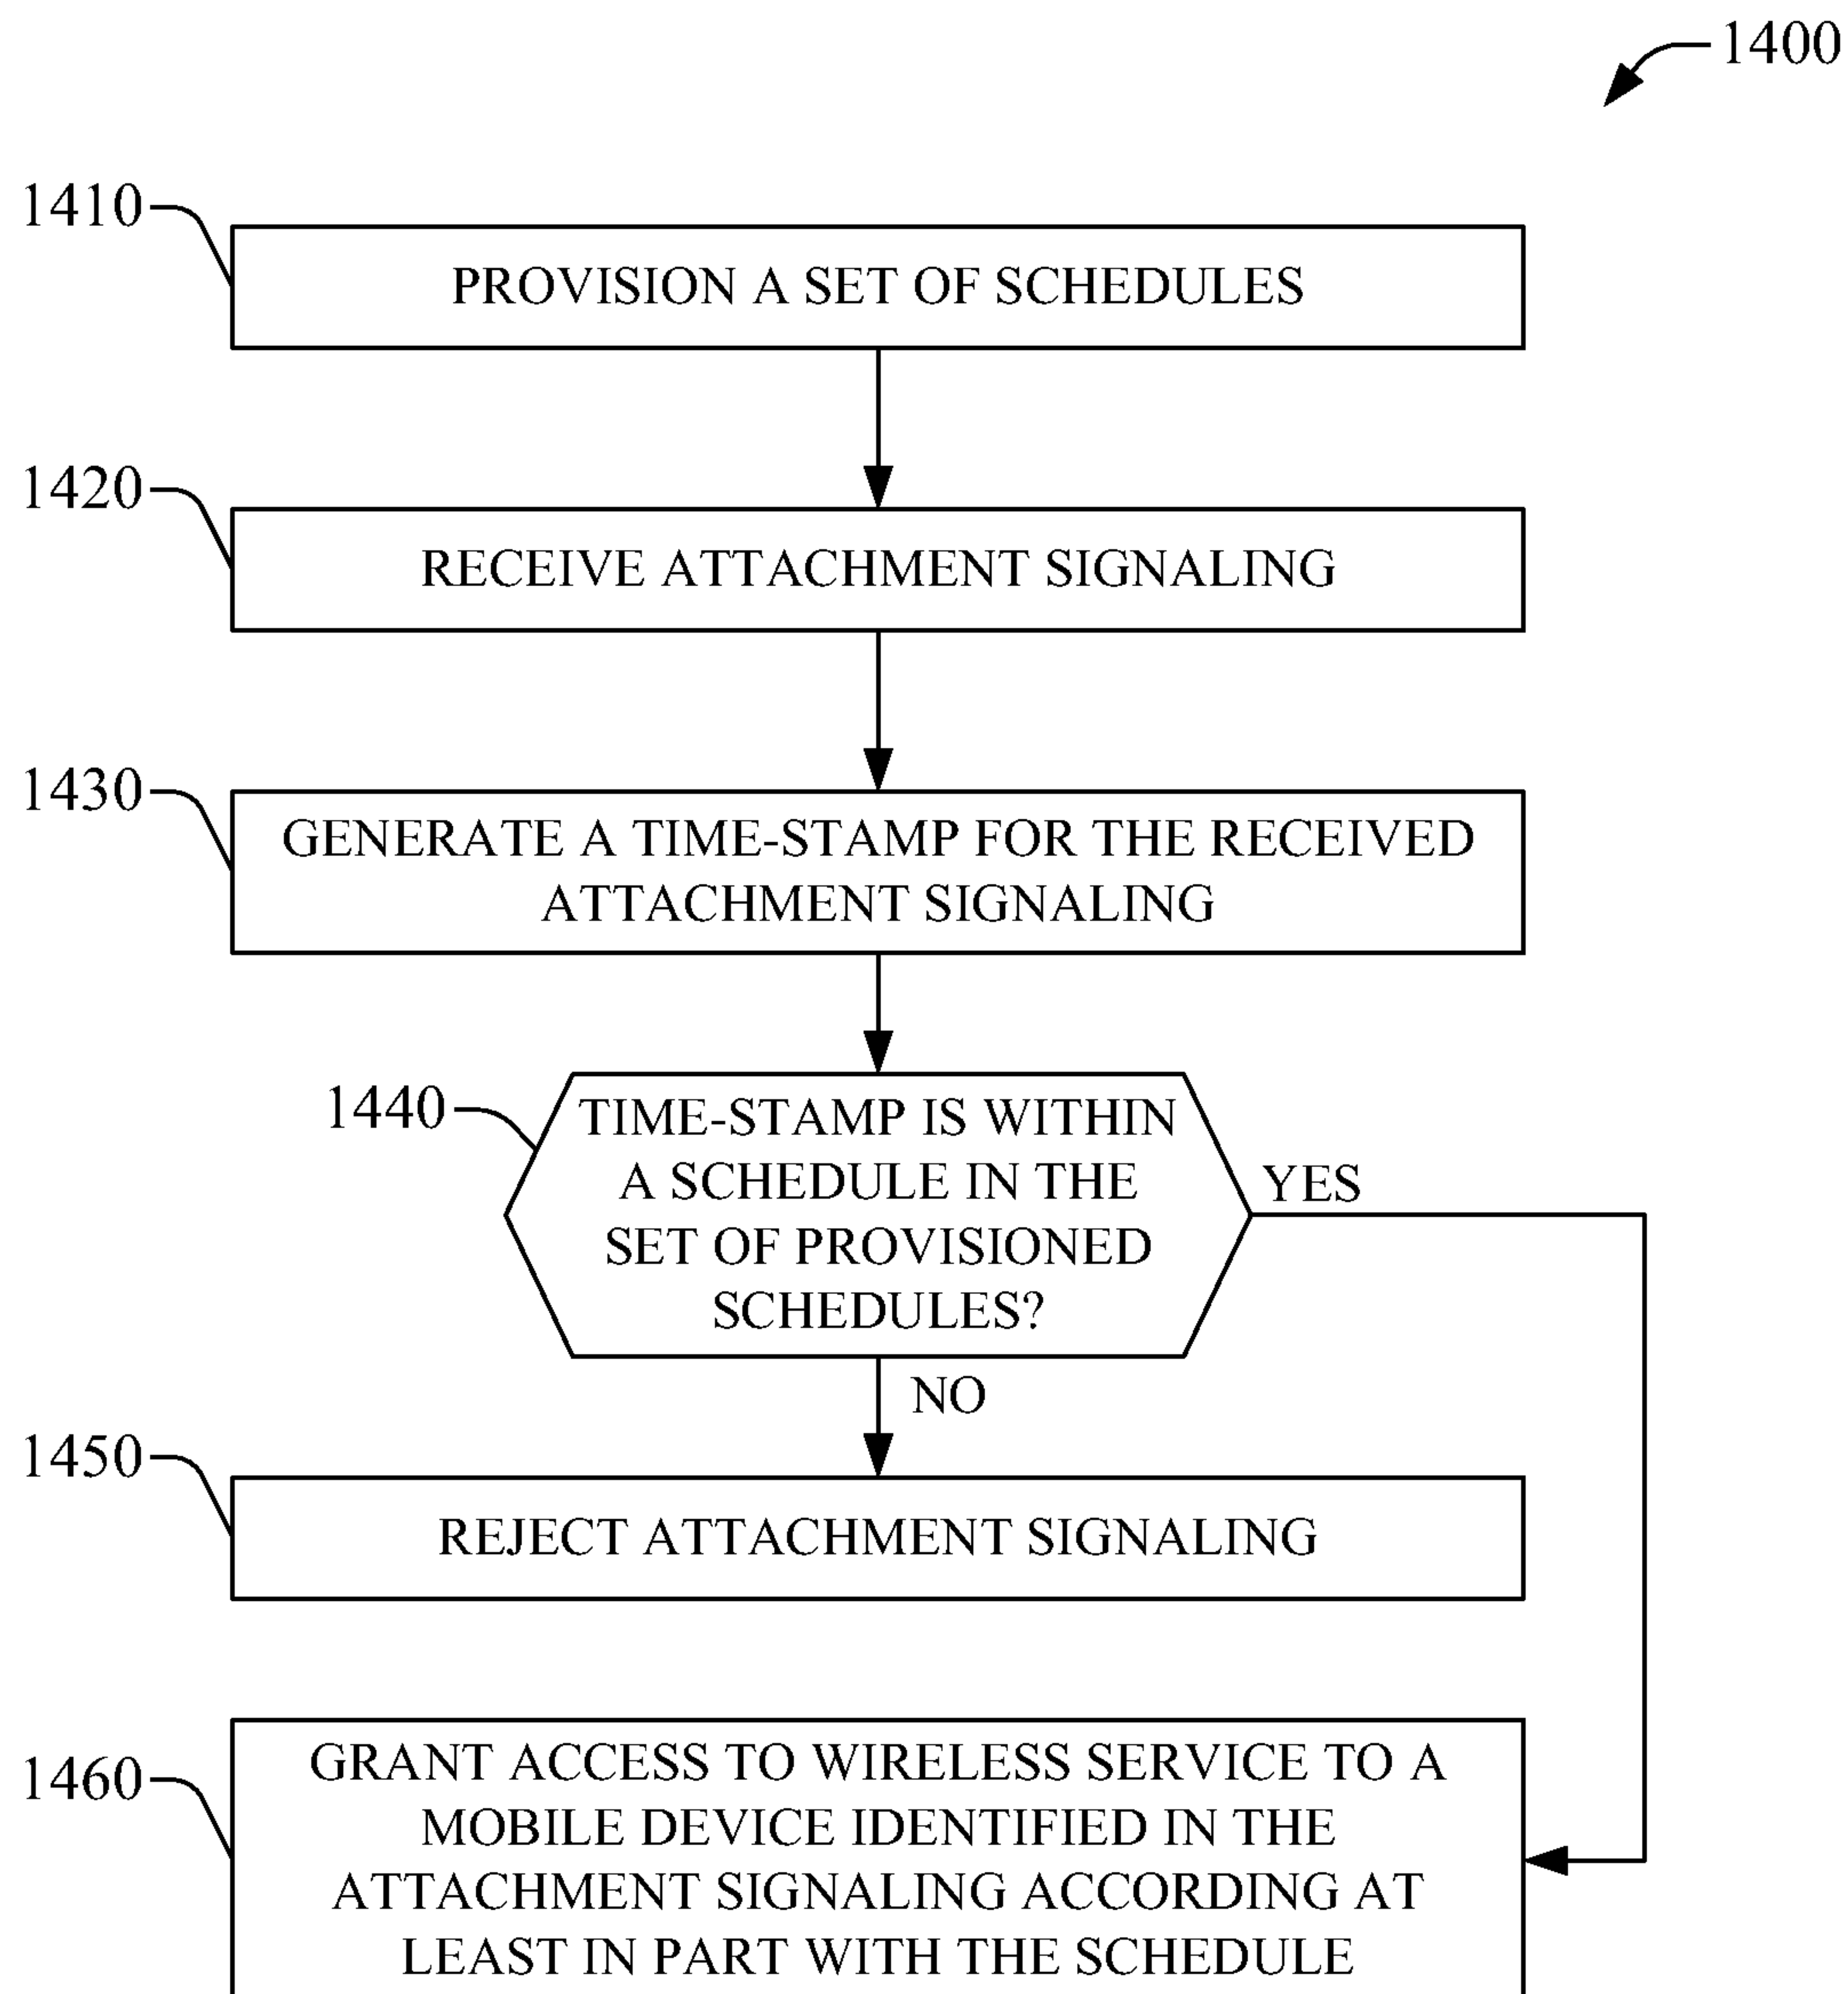 1400
1410
PROVISION A SET OF SCHEDULES
1420
RECEIVE ATTACHMENT SIGNALING
1430
GENERATE A TIME-STAMP FOR THE RECEIVED
ATTACHMENT SIGNALING
1440
TIME-STAMP IS WITHIN
A SCHEDULE IN THE
SET OF PROVISIONED
SCHEDULES?
YES
NO
1450
REJECT ATTACHMENT SIGNALING
1460
GRANT ACCESS TO WIRELESS SERVICE TO A
MOBILE DEVICE IDENTIFIED IN THE
ATTACHMENT SIGNALING ACCORDING AT
LEAST IN PART WITH THE SCHEDULE